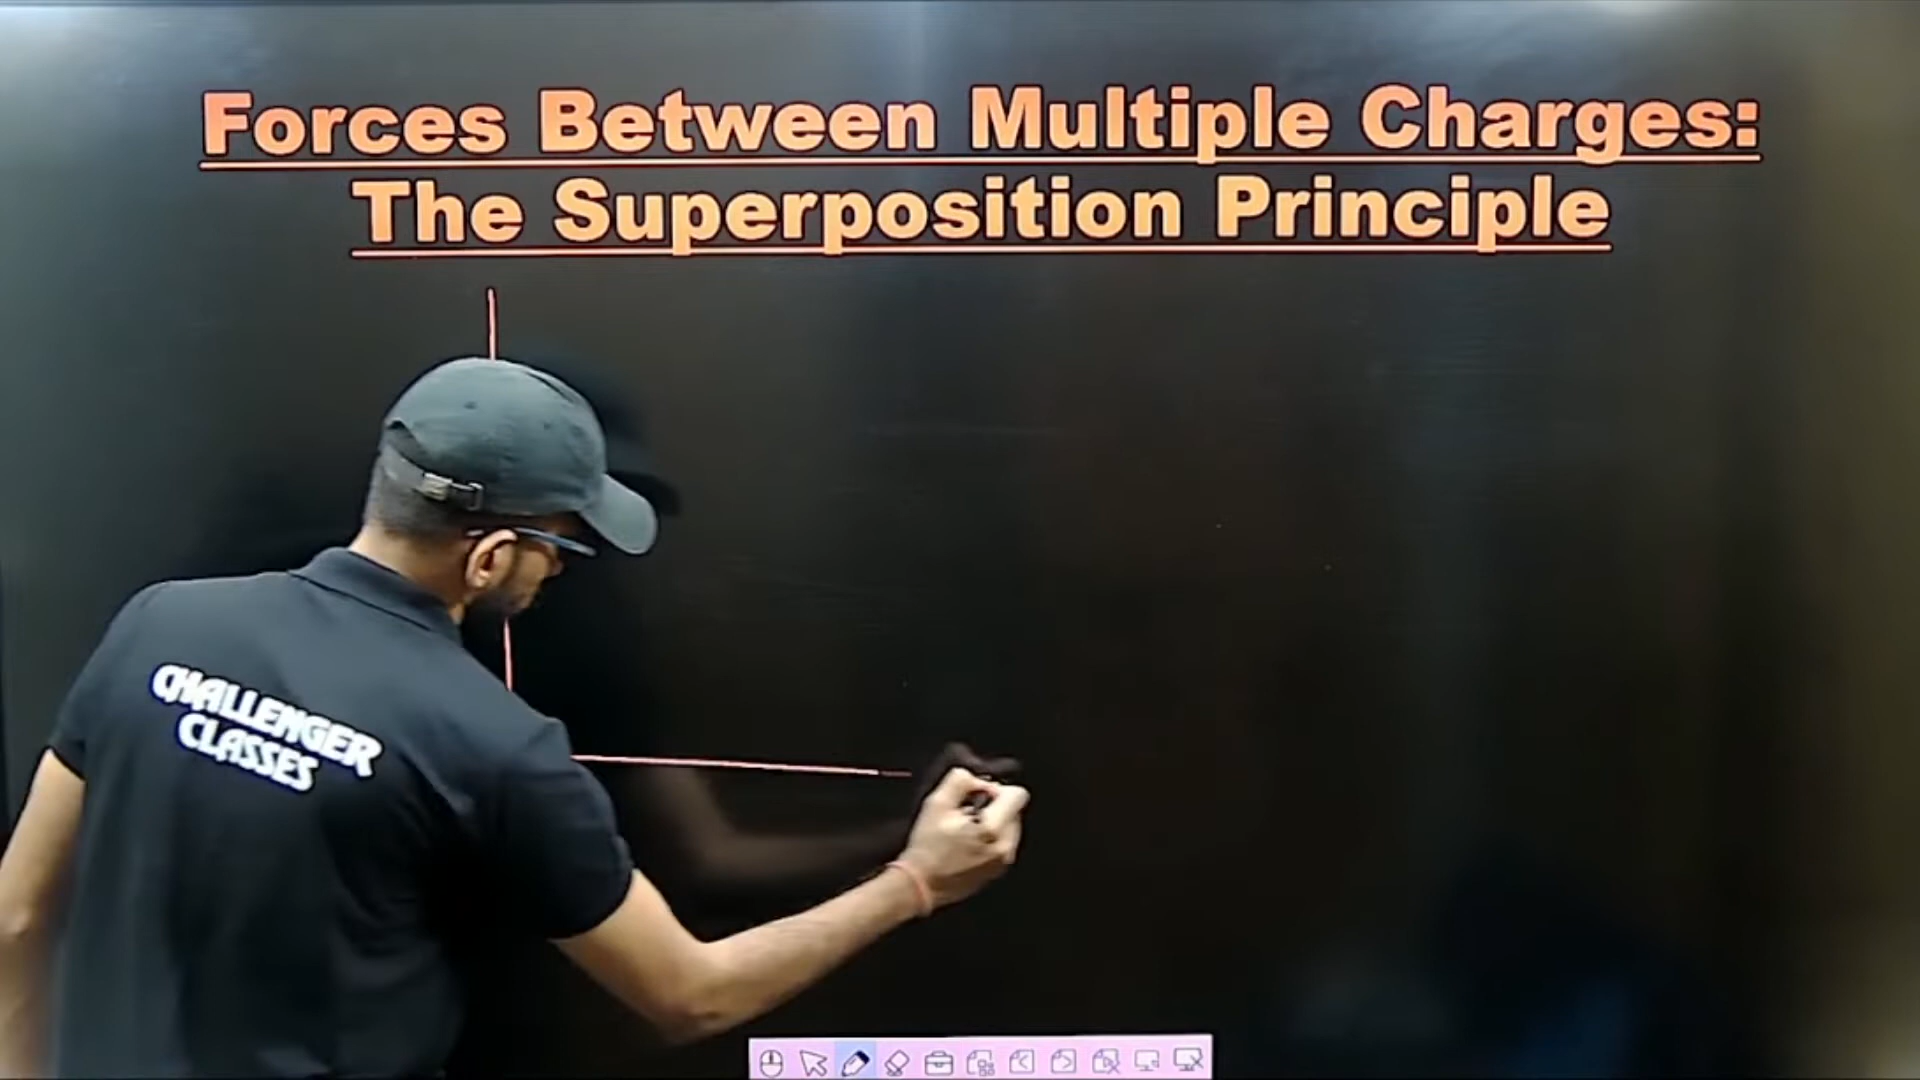 Forces Between Multiple Charges:
The Superposition Principle
CHALLENGER
CLASSES